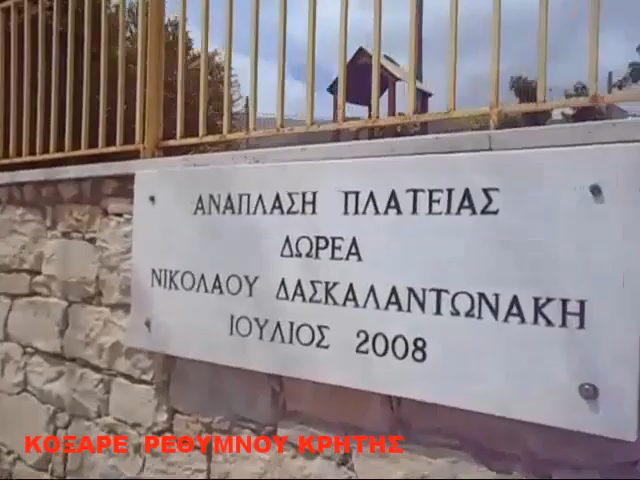 ΑΝΑΠΛΑΣΗ ΠΛΑΤΕΙΑΣ
ΔΩΡΕΑ
ΝΙΚΟΛΑΟΥ ΔΑΣΚΑΛΑΝΤΩΝΑΚΗ
ΙΟΥΛΙΟΣ 2008
ΚΟΞΑΡΕ ΡΕΘΥΜΝΟΥ ΚΡΗΤΗΣ